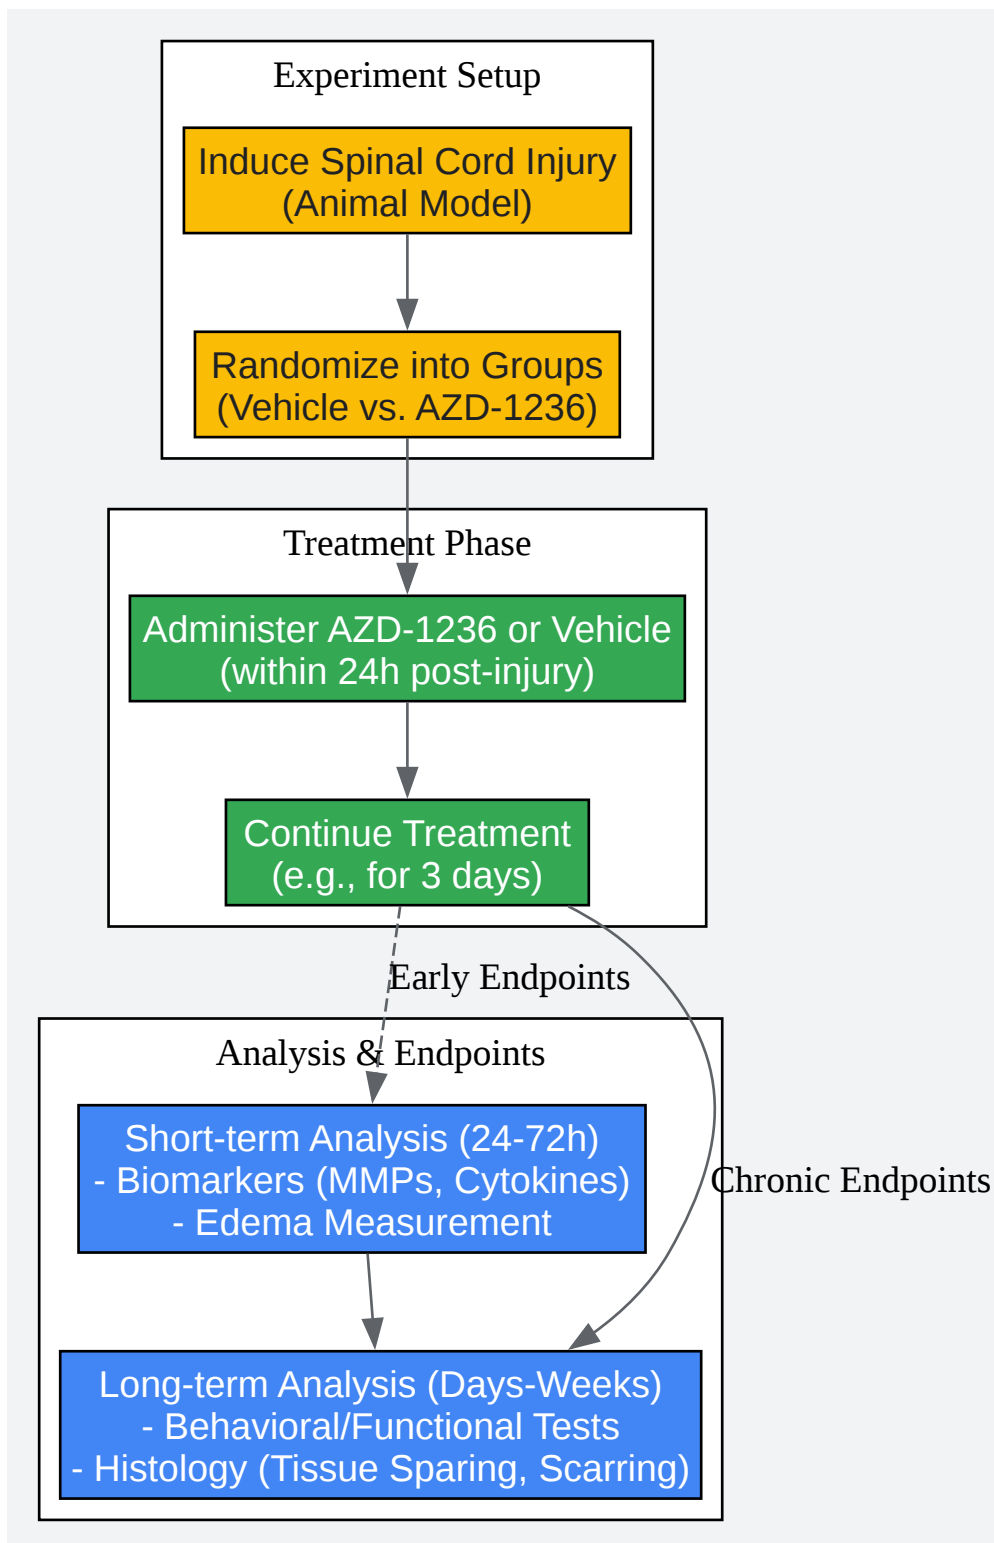 Experiment Setup
Induce Spinal Cord Injury
(Animal Model)
Randomize into Groups
(Vehicle vs. AZD-1236)
Treatment Phase
Administer AZD-1236 or Vehicle
(within 24h post-injury)
Continue Treatment
(e.g., for 3 days)
Early Endpoints
Analysis & Endpoints
Short-term Analysis (24-72h)
- Biomarkers (MMPs, Cytokines)
- Edema Measurement
Chronic Endpoints
Long-term Analysis (Days-Weeks)
- Behavioral/Functional Tests
- Histology (Tissue Sparing, Scarring)